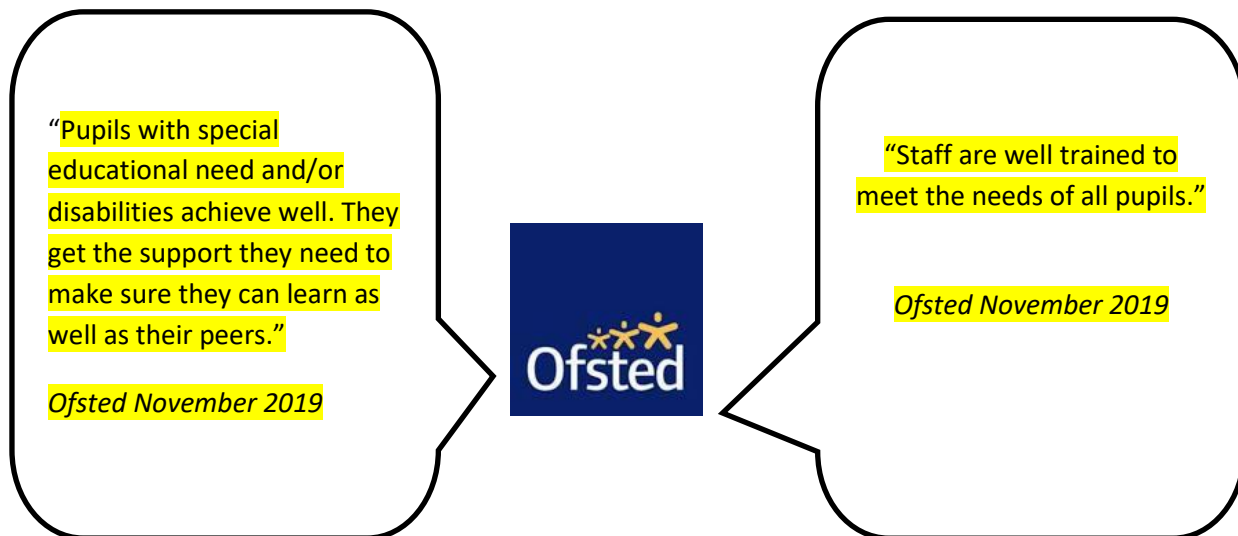 “Pupils with special
educational need and/or
disabilities achieve well. They
get the support they need to
make sure they can learn as
well as their peers.”
Ofsted November 2019
Ofsted
“Staff are well trained to
meet the needs of all pupils.”
Ofsted November 2019